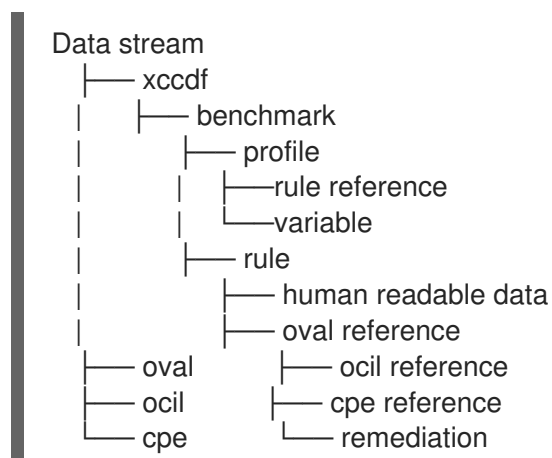 Data stream
├── xccdf
|      ├── benchmark
|            ├── profile
|            |    ├──rule reference
|            |    └──variable
|            ├── rule
|                 ├── human readable data
|                 ├── oval reference
├── oval          ├── ocil reference
├── ocil          ├── cpe reference
└── cpe           └── remediation